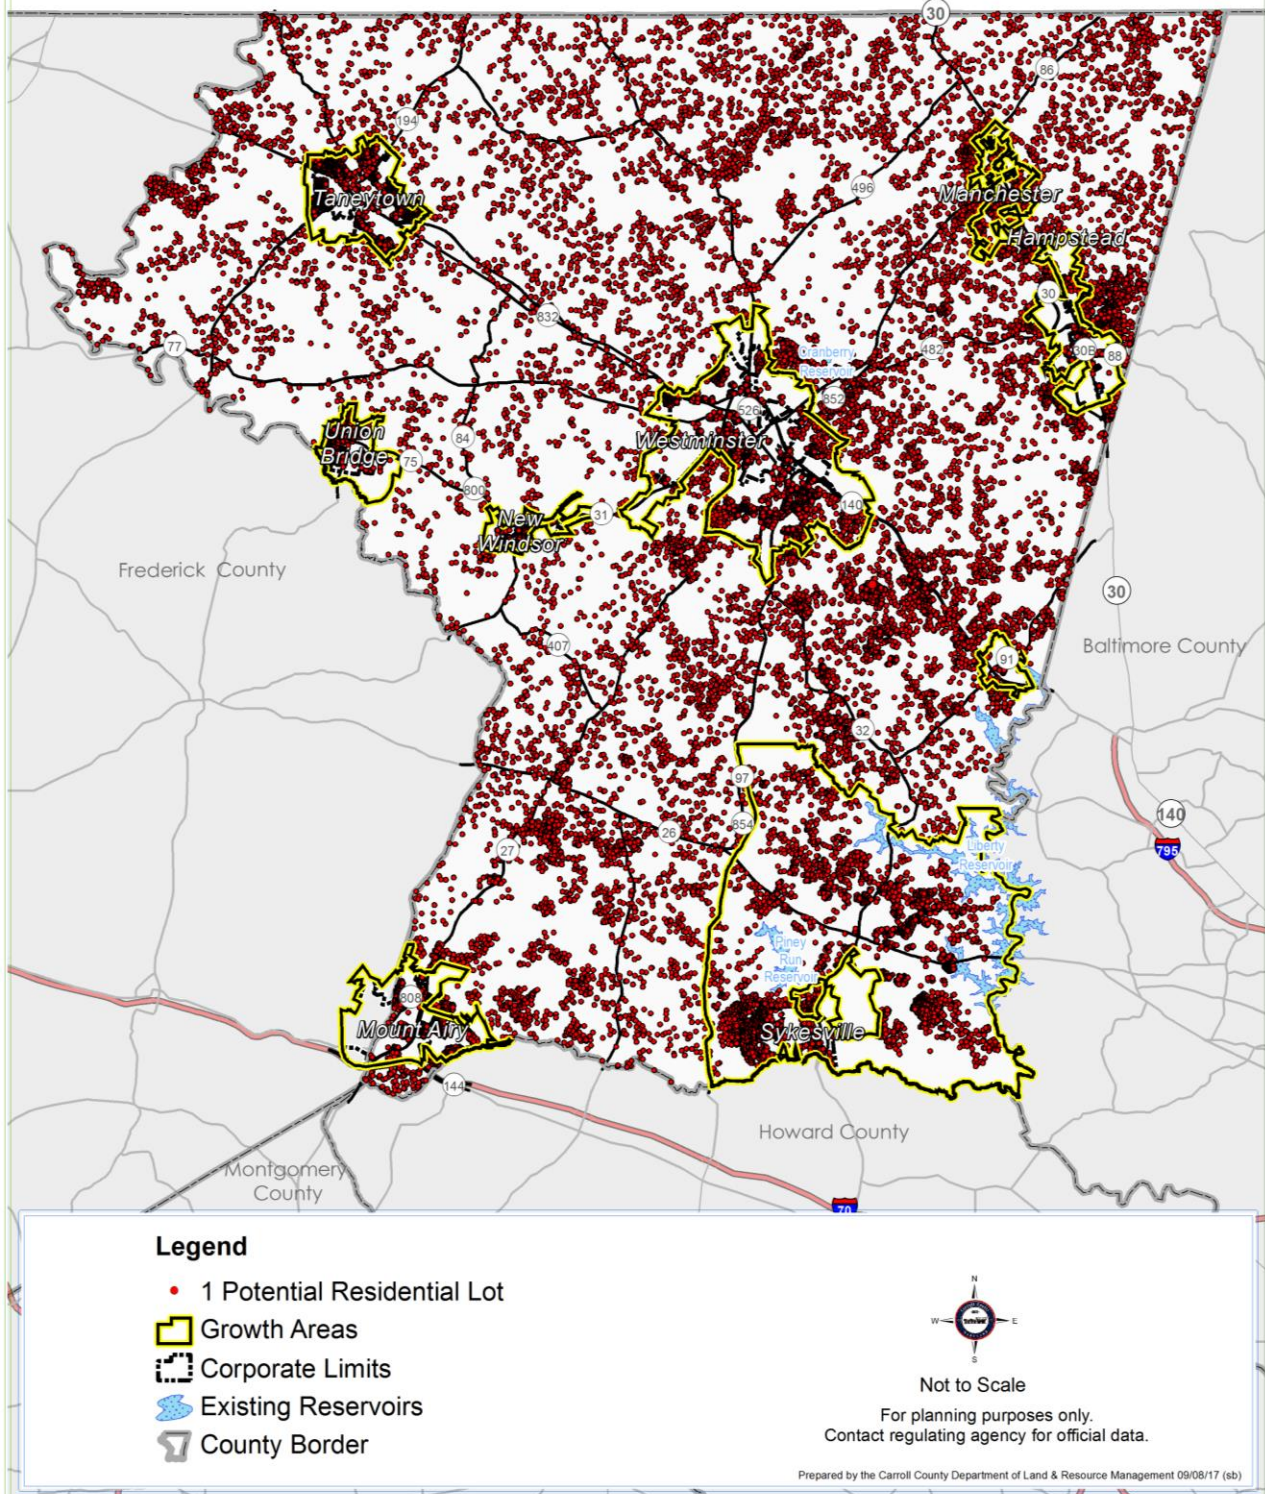 30
86
194
496
Taneytown
Manchester
Hampstead
30
832
77
482
30B
88
Cranberry
Reservoir
852
526
Union
Bridge
84
Westminster
75
800
140
New
Windsor
31
Frederick County
30
407
91
Baltimore County
32
97
854
26
140
27
Liberty
Reservoir
795
Piney
Run
Reservoir
808
Mount Airy
Sykesville
144
Howard County
Montgomery
County
70
Legend
1 Potential Residential Lot
Growth Areas
Corporate Limits
Existing Reservoirs
County Border
N
W
E
S
Not to Scale
For planning purposes only.
Contact regulating agency for official data.
Prepared by the Carroll County Department of Land & Resource Management 09/08/17 (sb)